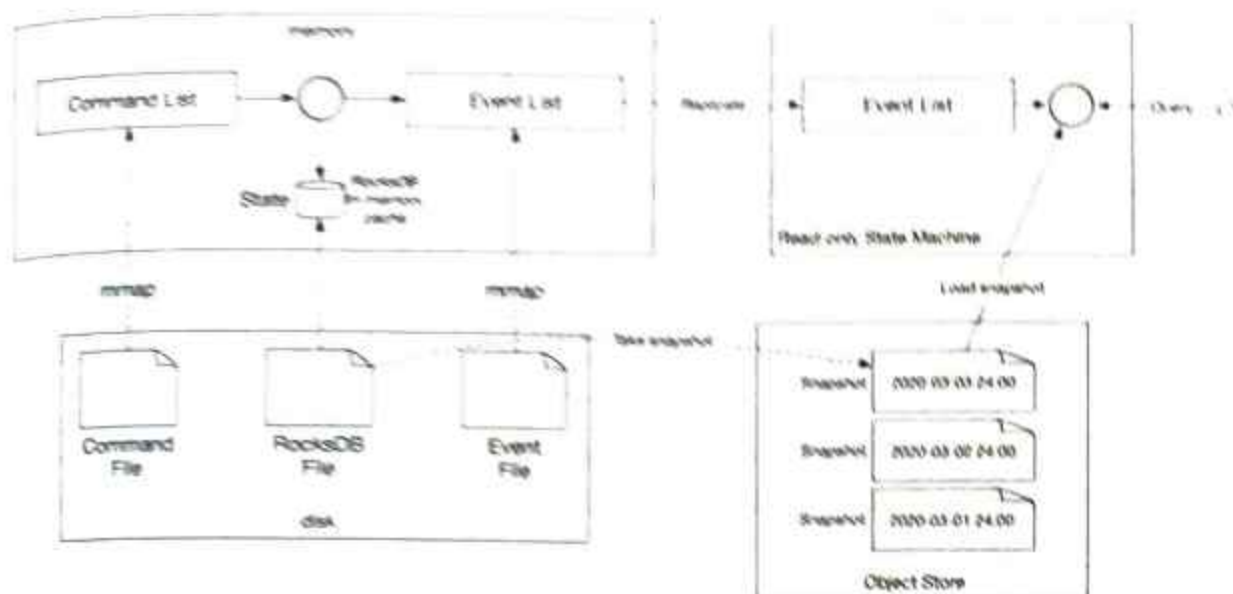 memory
Command List
Event List
Event List
State
RocksDB
in-memory
cache
Read only State Machine
mmap
mmap
Load snapshot
Take snapshot
Command
File
RocksDB
File
Event
File
disk
Snapshot
2020-03-03 24:00
Snapshot
2020-03-02 24:00
Snapshot
2020-03-01 24:00
Object Store